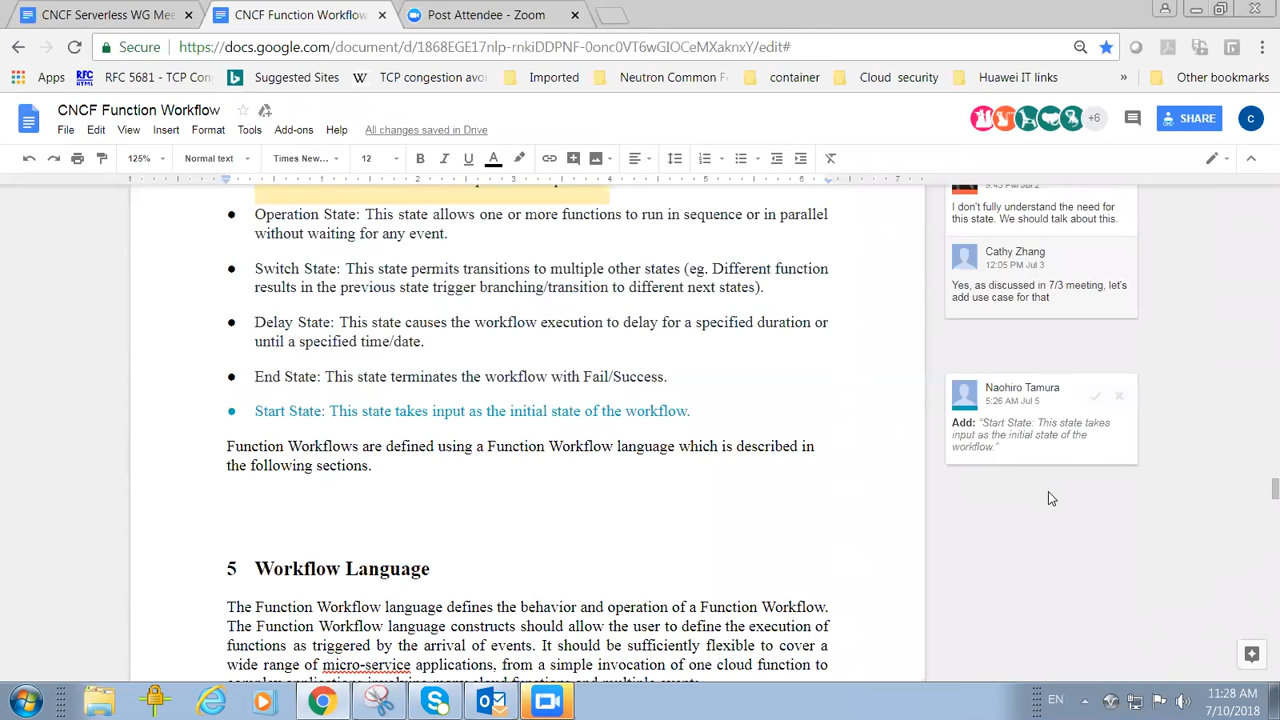 CNCF Serverless WG Mee
CNCF Function Workflow
Post Attendee - Zoom
Secure
https://docs.google.com/document/d/1868EGE17nlp-rnkiDDPNF-0onc0VT6wGIOCeMXaknxY/edit#
Apps
RFC 5681 - TCP Con
Suggested Sites
TCP congestion avo
Imported
Neutron Common
container
Cloud security
Huawei IT links
»
Other bookmarks
CNCF Function Workflow
File Edit View Insert Format Tools Add-ons Help
All changes saved in Drive
+6
SHARE
C
125%
Normal text
Times New...
12
1 2 3 4 5 6 7
Operation State: This state allows one or more functions to run in sequence or in parallel
without waiting for any event.
Switch State: This state permits transitions to multiple other states (eg. Different function
results in the previous state trigger branching/transition to different next states).
Delay State: This state causes the workflow execution to delay for a specified duration or
until a specified time/date.
End State: This state terminates the workflow with Fail/Success.
Start State: This state takes input as the initial state of the workflow.
Function Workflows are defined using a Function Workflow language which is described in
the following sections.
5 Workflow Language
The Function Workflow language defines the behavior and operation of a Function Workflow.
The Function Workflow language constructs should allow the user to define the execution of
functions as triggered by the arrival of events. It should be sufficiently flexible to cover a
wide range of micro-service applications, from a simple invocation of one cloud function to
9:43 PM Jul 2
I don't fully understand the need for
this state. We should talk about this.
Cathy Zhang
12:05 PM Jul 3
Yes, as discussed in 7/3 meeting, let's
add use case for that
Naohiro Tamura
5:26 AM Jul 5
Add: "Start State: This state takes
input as the initial state of the
workflow."
EN
11:28 AM
7/10/2018